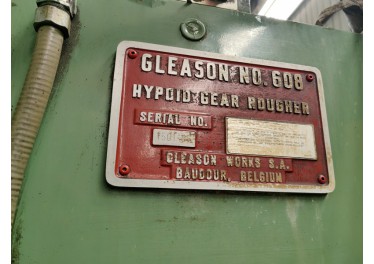 GLEASON NO. 608
HYPOID GEAR ROUGHER
SERIAL NO.
GLEASON WORKS S.A.
BAUDOUR, BELGIUM